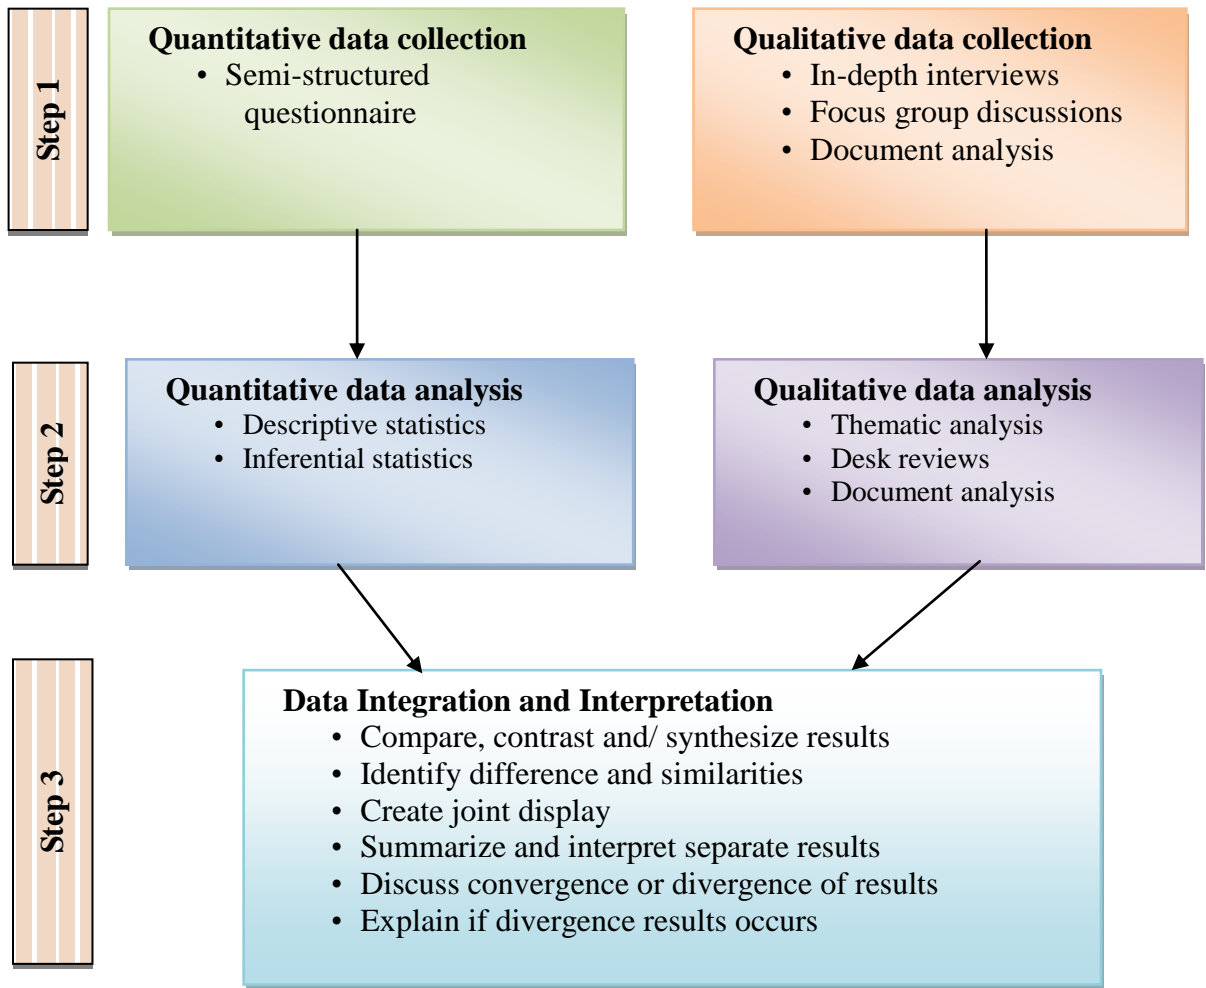 Step 1
Quantitative data collection
• Semi-structured
questionnaire
Qualitative data collection
• In-depth interviews
• Focus group discussions
• Document analysis
Step 2
Quantitative data analysis
• Descriptive statistics
• Inferential statistics
Qualitative data analysis
• Thematic analysis
• Desk reviews
• Document analysis
Step 3
Data Integration and Interpretation
• Compare, contrast and/ synthesize results
• Identify difference and similarities
• Create joint display
• Summarize and interpret separate results
• Discuss convergence or divergence of results
• Explain if divergence results occurs